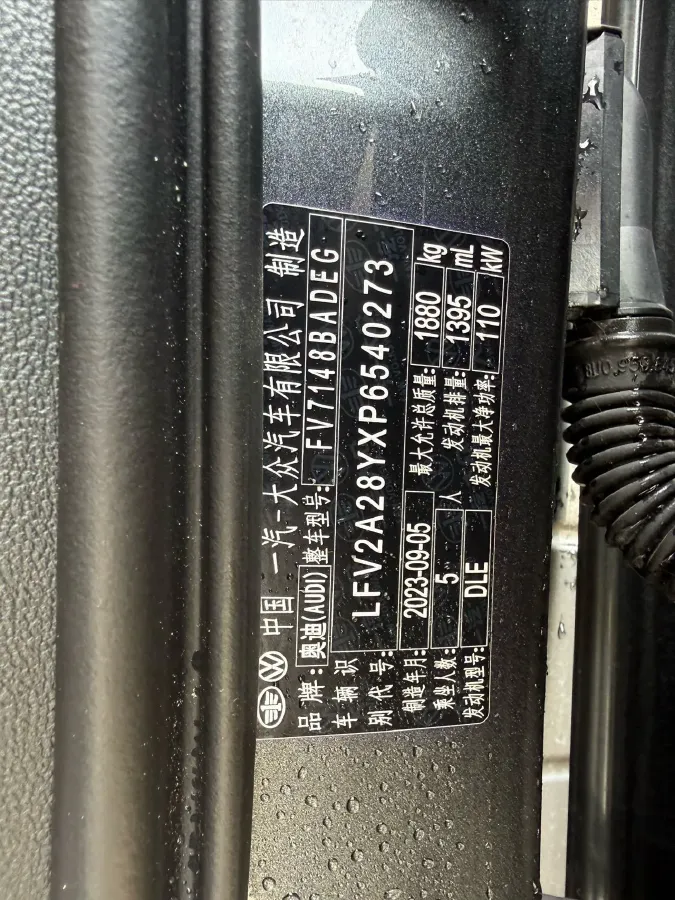 中国 一汽-大众汽车有限公司 制造
品牌: 奥迪(AUDI) 整车型号: FV7148BADEG
车辆识别代号: LFV2A28YXP6540273
制造年月: 2023-09-05 最大允许总质量: 1880 kg
乘坐人数: 5 人 发动机排量: 1395 mL
发动机型号: DLE 发动机最大净功率: 110 kW